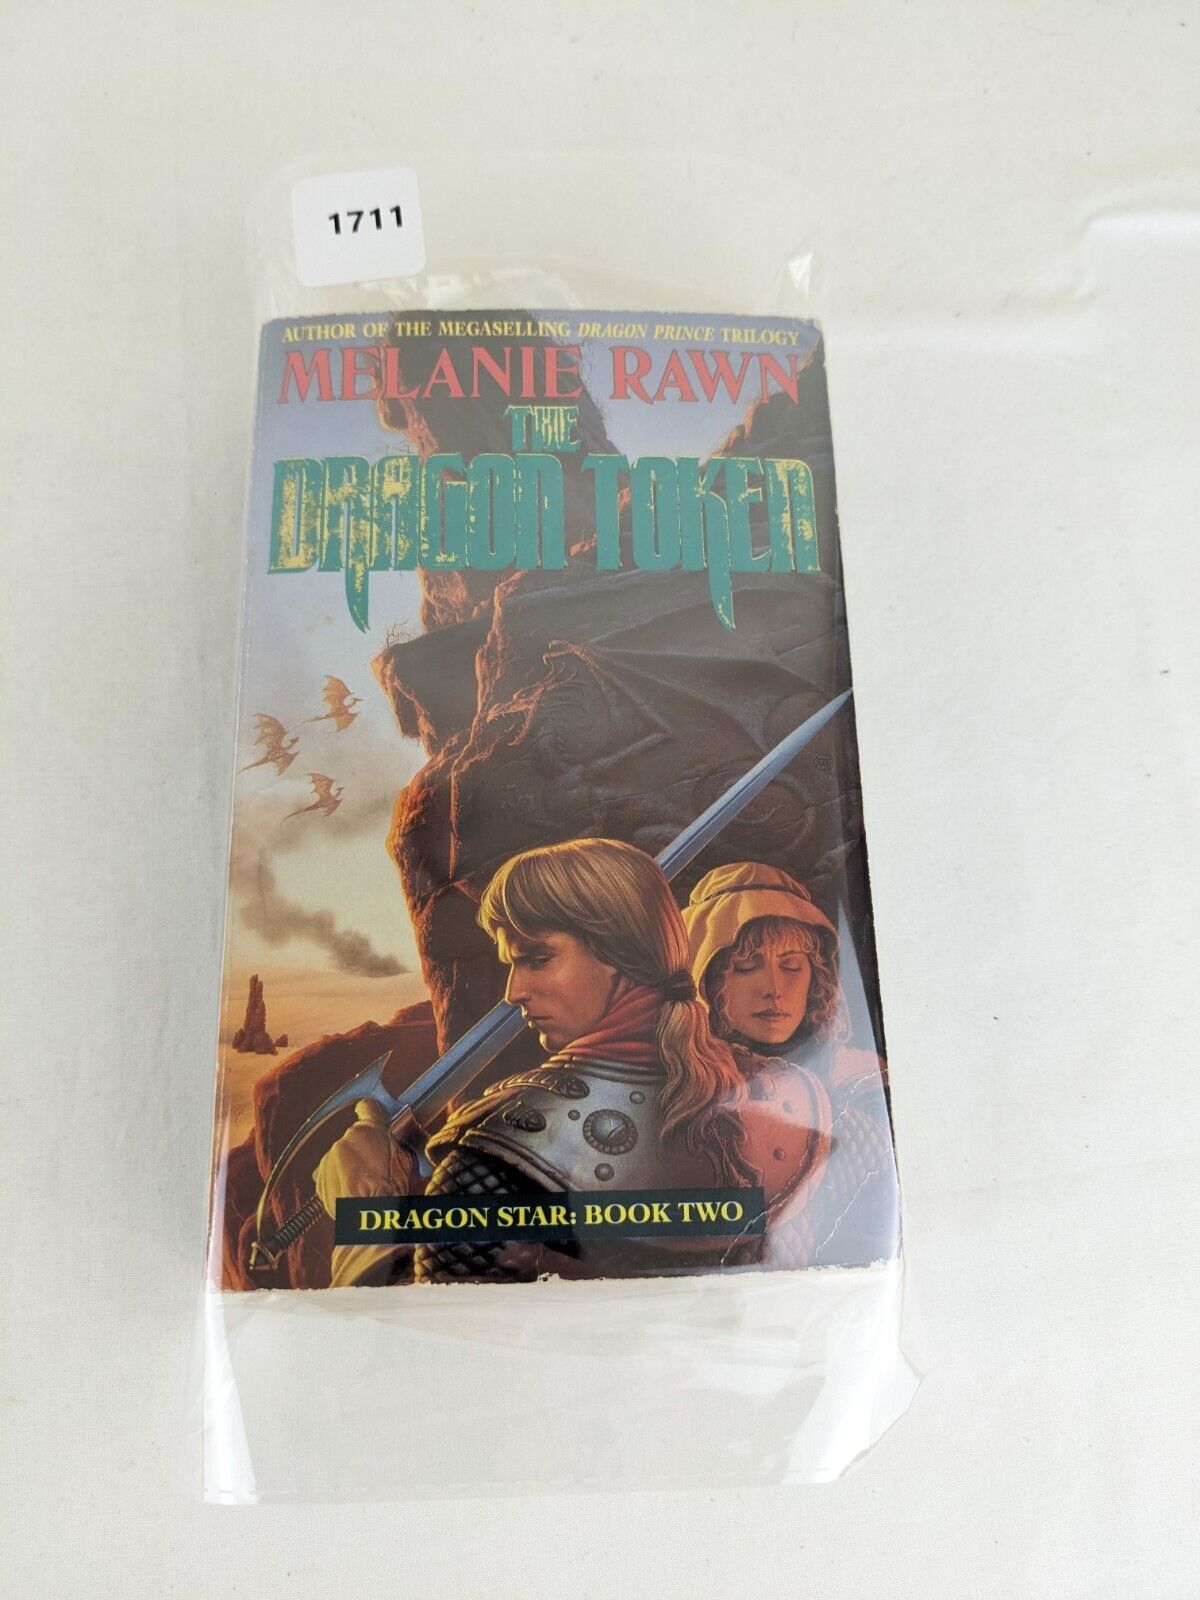 1711
AUTHOR OF THE MEGASELLING DRAGON PRINCE TRILOGY
MELANIE RAWN
THE
DRAGON TOKEN
DRAGON STAR: BOOK TWO